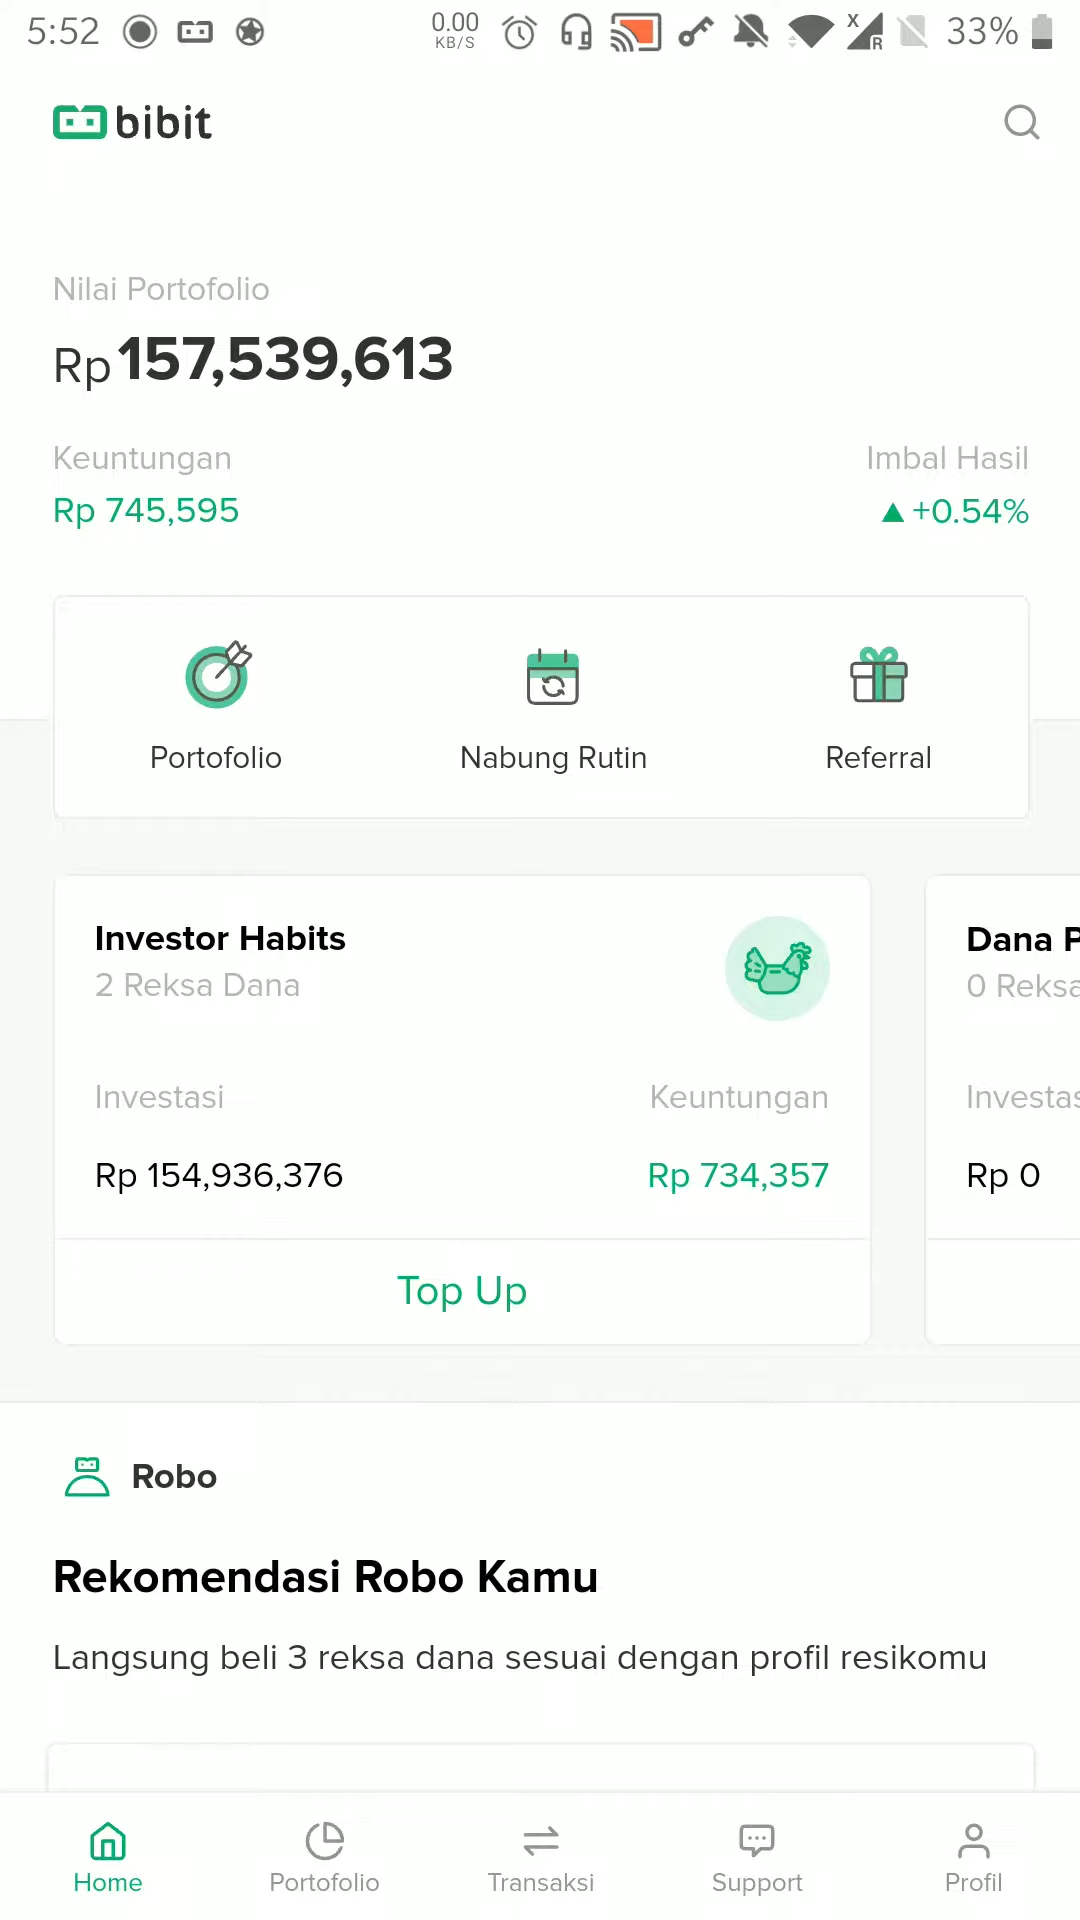 5:52 0.00 KB/S X R 33%
bibit
Nilai Portofolio
Rp 157,539,613
Keuntungan Imbal Hasil
Rp 745,595 ▲ +0.54%
Portofolio Nabung Rutin Referral
Investor Habits Dana P
2 Reksa Dana 0 Reksa
Investasi Keuntungan Investas
Rp 154,936,376 Rp 734,357 Rp 0
Top Up
Robo
Rekomendasi Robo Kamu
Langsung beli 3 reksa dana sesuai dengan profil resikomu
Home Portofolio Transaksi Support Profil